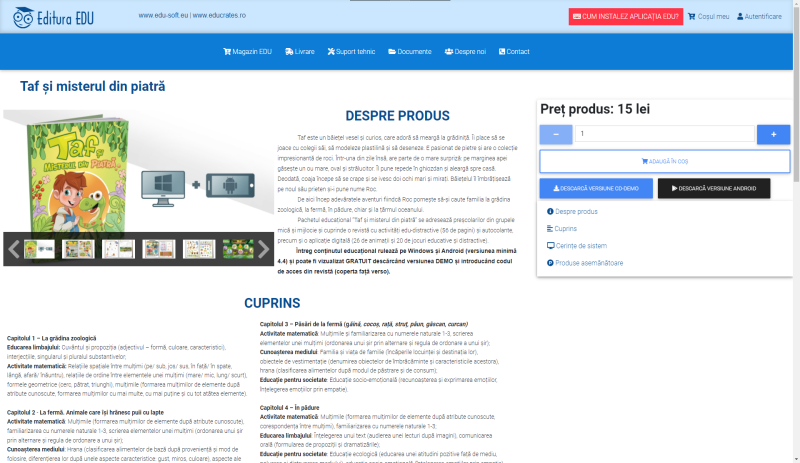 Editura EDU
www.edu-soft.eu | www.educrates.ro
CUM INSTALEZ APLICAȚIA EDU?
Coșul meu
Autentificare
Magazin EDU
Livrare
Suport tehnic
Documente
Despre noi
Contact
Taf și misterul din piatră
Taf și
Misterul din Piatră
DESPRE PRODUS
Taf este un băiețel vesel și curios, care adoră să meargă la grădiniță. Îi place să se
joace cu colegii săi, să modeleze plastilină și să deseneze. E pasionat de pietre și are o colecție
impresionantă de roci. Într-una din zile însă, are parte de o mare surpriză: pe marginea apei
găsește un ou mare, oval și strălucitor. Îl pune repede în ghiozdan și aleargă spre casă.
Deodată, coaja începe să se crape și se ivesc doi ochi mari și mirați. Băiețelul îl îmbrățișează
pe noul său prieten și-i pune nume Roc.
De aici încep adevăratele aventuri fiindcă Roc pornește să-și caute familia la grădina
zoologică, la fermă, în pădure, chiar și la țărmul oceanului.
Pachetul educațional "Taf și misterul din piatră" se adresează preșcolarilor din grupele
mică și mijlocie și cuprinde o revistă cu activități edu-distractive (36 de pagini) și autocolante,
precum și o aplicație digitală (26 de animații și 20 de jocuri educative și distractive)
Întreg conținutul educațional rulează pe Windows și Android (versiunea minimă
4.4) și poate fi vizualizat GRATUIT descărcând versiunea DEMO și introducând codul
de acces din revistă (coperta față verso).
Preț produs: 15 lei
−
1
+
ADAUGĂ ÎN COȘ
DESCARCĂ VERSIUNE CD-DEMO
DESCARCĂ VERSIUNE ANDROID
Despre produs
Cuprins
Cerințe de sistem
Produse asemănătoare
CUPRINS
Capitolul 1 – La grădina zoologică
Educarea limbajului: Cuvântul și propoziția (adjectivul – formă, culoare, caracteristici),
interjecțiile, singularul și pluralul substantivelor;
Activitate matematică: Relațiile spațiale între mulțimi (pe/ sub; jos/ sus, în față/ în spate,
lângă, afară/ înăuntru), relațiile de ordine între elementele unei mulțimi (mare/ mic; lung/ scurt),
formele geometrice (cerc, pătrat, triunghi), mulțimile (formarea mulțimilor de elemente după
atribute cunoscute, formarea mulțimilor cu mai multe, cu mai puține și cu tot atâtea elemente).
Capitolul 2 - La fermă. Animale care își hrănesc puii cu lapte
Activitate matematică: Mulțimile (formarea mulțimilor de elemente după atribute cunoscute),
familiarizarea cu numerele naturale 1-3, scrierea elementelor unei mulțimi (ordonarea unui șir
prin alternare și regula de ordonare a unui șir);
Cunoașterea mediului: Hrana (clasificarea alimentelor de bază după proveniență și mod de
folosire, diferențierea lor după unele aspecte caracteristice: gust, miros, culoare), aspecte ale
Capitolul 3 – Păsări de la fermă (găină, cocoș, rață, struț, păun, gâscan, curcan)
Activitate matematică: Mulțimile și familiarizarea cu numerele naturale 1-3, scrierea
elementelor unei mulțimi (ordonarea unui șir prin alternare și regula de ordonare a unui șir);
Cunoașterea mediului: Familia și viața de familie (încăperile locuinței și destinația lor),
obiectele de vestimentație (denumirea obiectelor de îmbrăcăminte și caracteristicile acestora),
hrana (clasificarea alimentelor după modul de păstrare și de consum);
Educație pentru societate: Educație socio-emoțională (recunoașterea și exprimarea emoțiilor,
înțelegerea emoțiilor prin empatie).
Capitolul 4 – În pădure
Activitate matematică: Mulțimile (formarea mulțimilor de elemente după atribute cunoscute,
corespondența între mulțimi), familiarizarea cu numerele naturale 1-3;
Educarea limbajului: Înțelegerea unui text (audierea unei lecturi după imagini), comunicarea
orală (formularea de propoziții și dramatizările);
Educație pentru societate: Educație ecologică (educarea unei atitudini pozitive față de mediu,